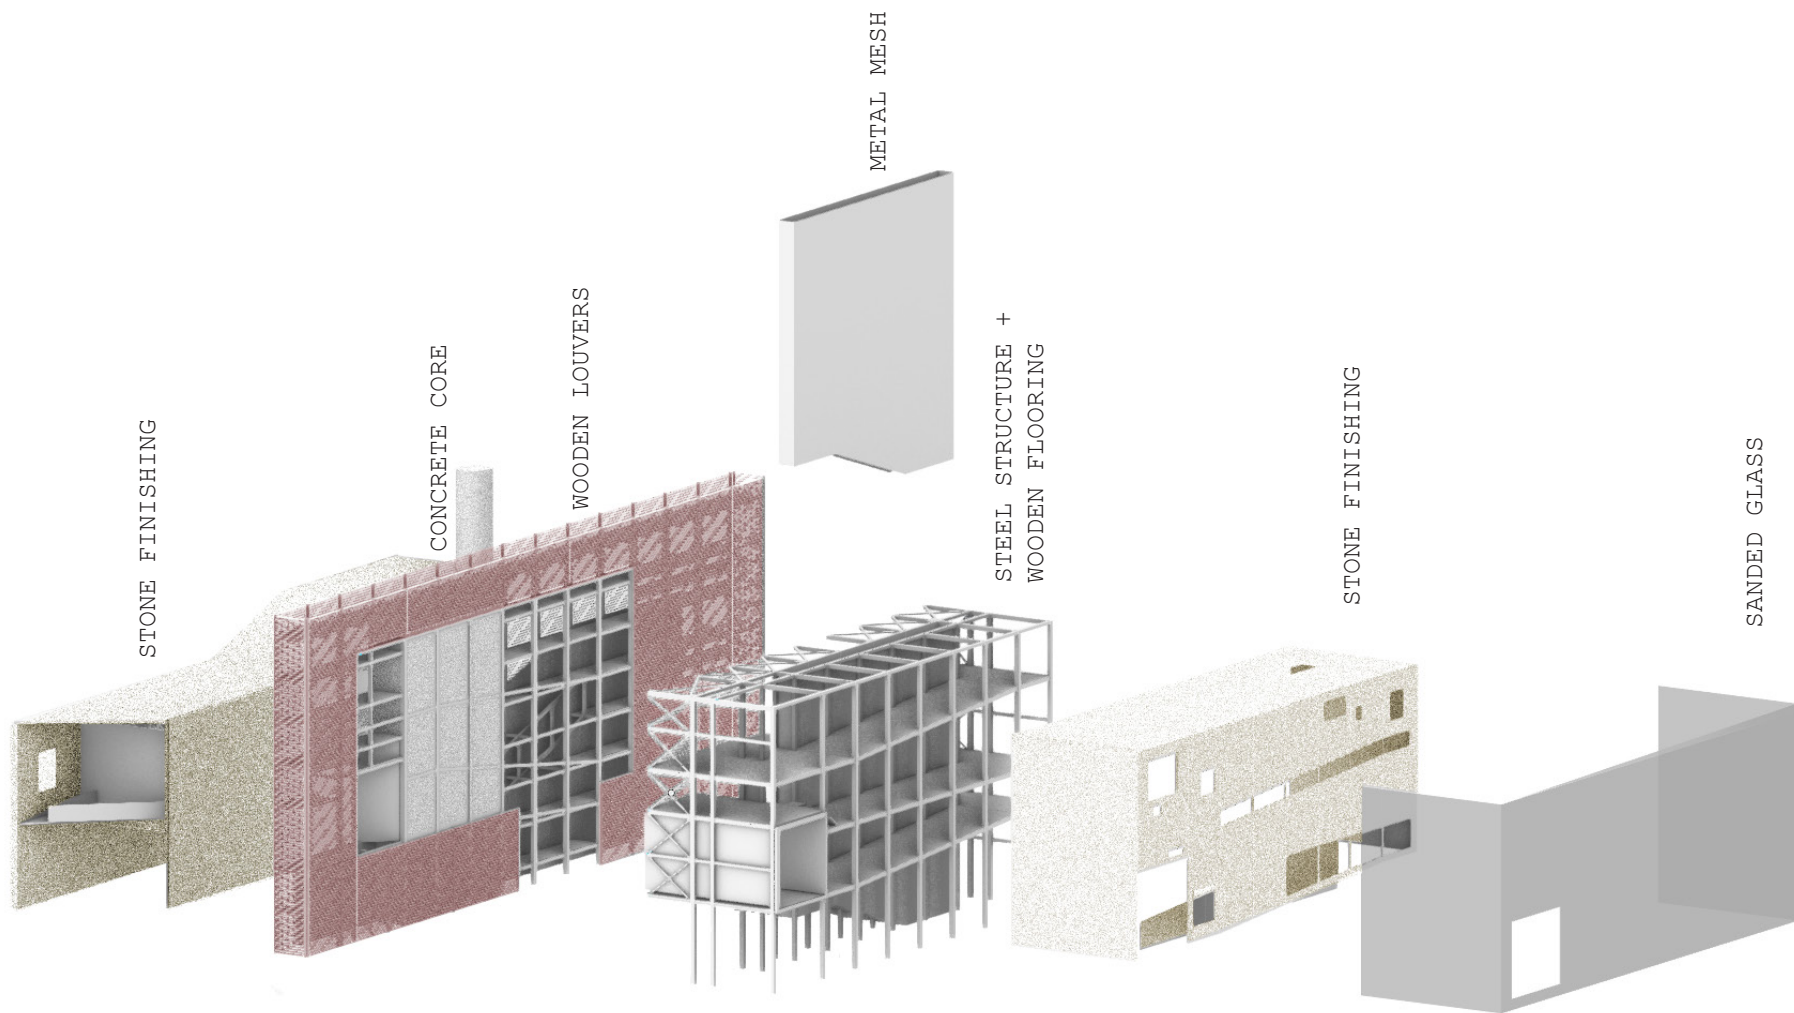 STONE FINISHING
CONCRETE CORE
WOODEN LOUVERS
METAL MESH
STEEL STRUCTURE +
WOODEN FLOORING
STONE FINISHING
SANDED GLASS